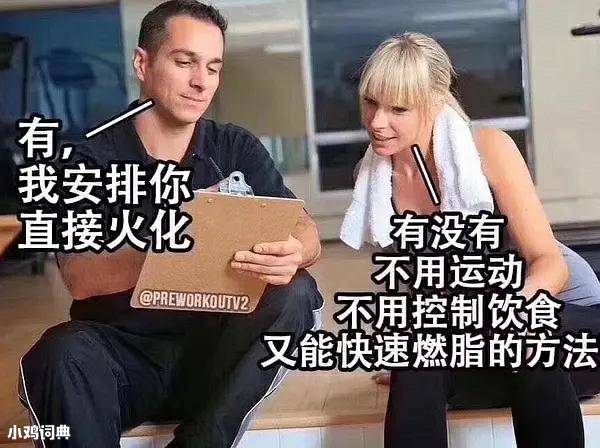 有没有
不用运动
不用控制饮食
又能快速燃脂的方法
有,
我安排你
直接火化
@PREWORKOUTV2
小鸡词典